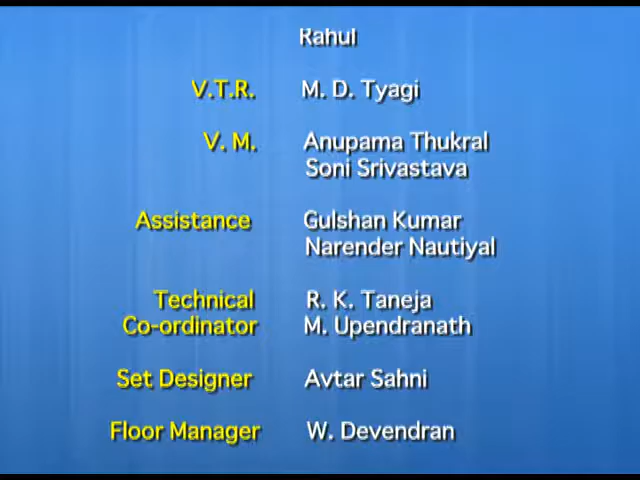 Rahul
V.T.R. M. D. Tyagi
V. M. Anupama Thukral
Soni Srivastava
Assistance Gulshan Kumar
Narender Nautiyal
Technical R. K. Taneja
Co-ordinator M. Upendranath
Set Designer Avtar Sahni
Floor Manager W. Devendran